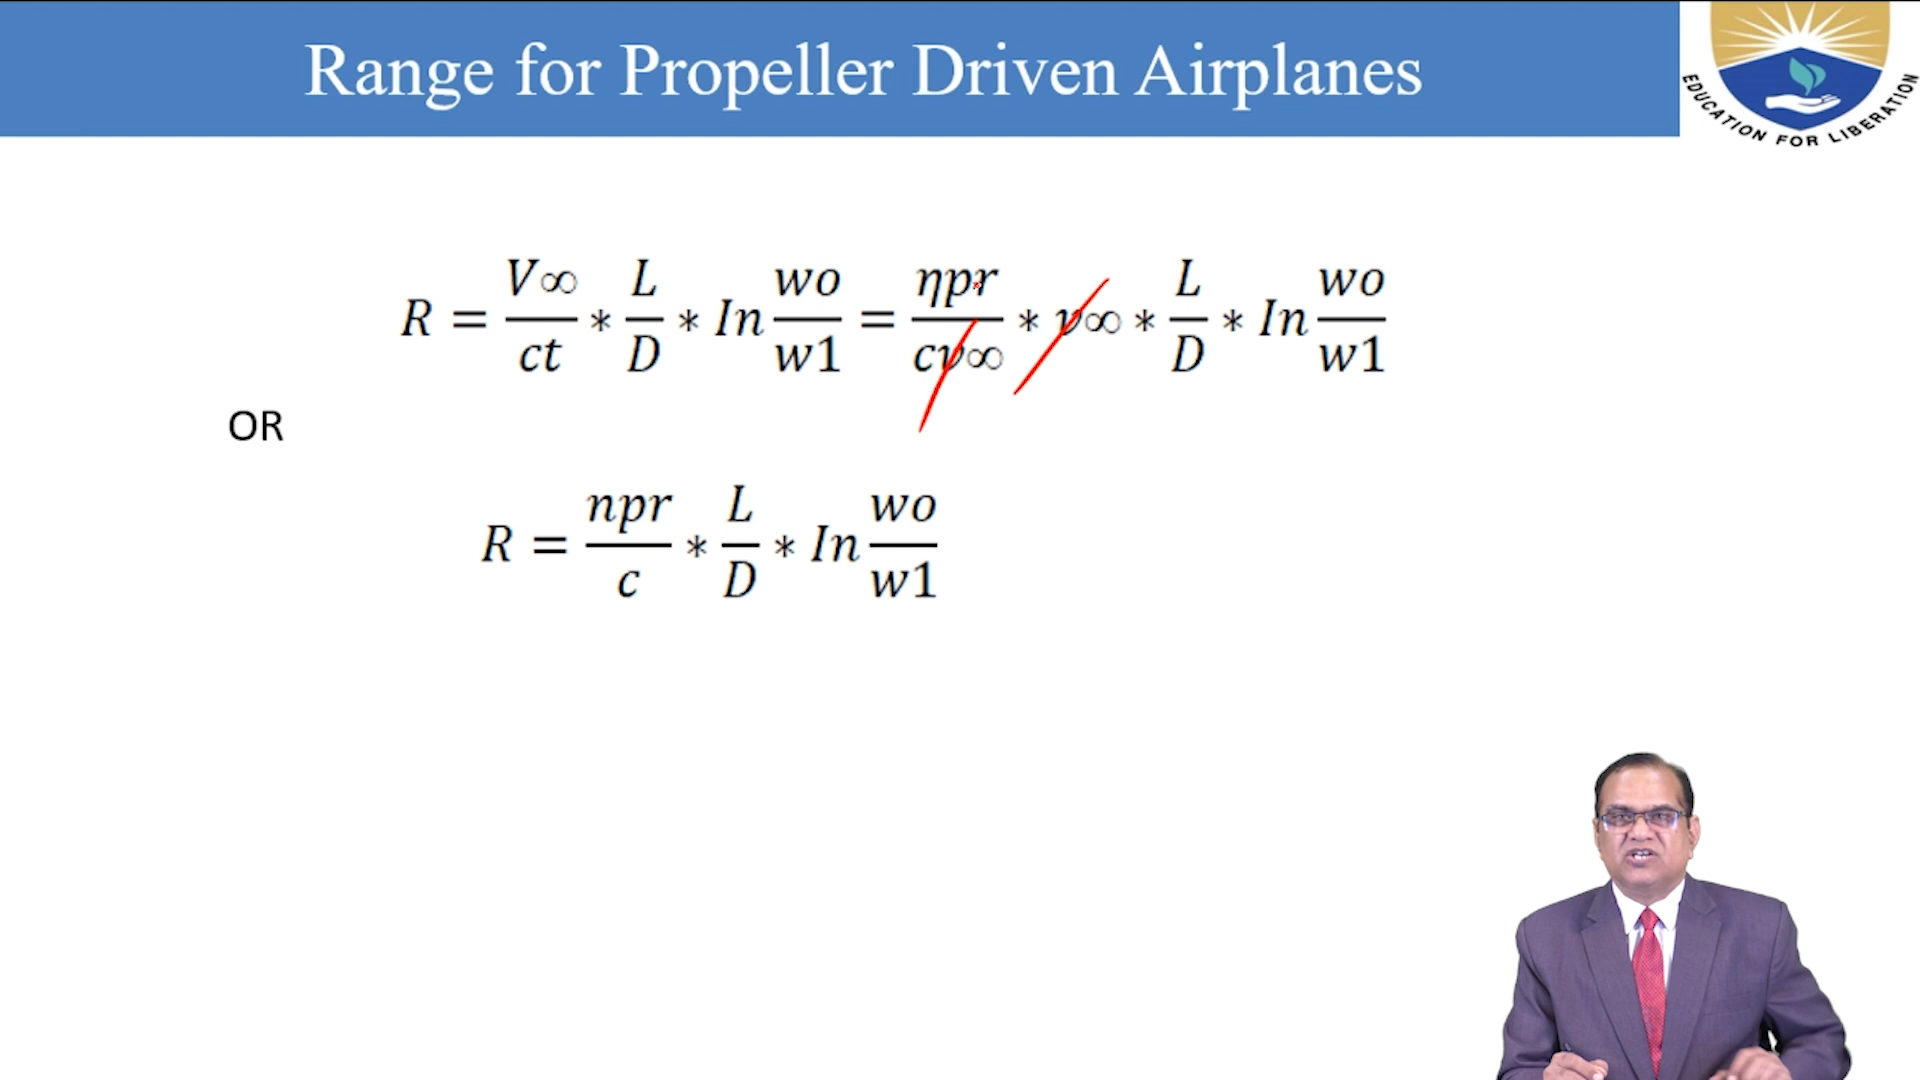 Range for Propeller Driven Airplanes
EDUCATION FOR LIBERATION
R = V∞/ct * L/D * In wo/w1 = ηpr/cv∞ * v∞ * L/D * In wo/w1
OR
R = npr/c * L/D * In wo/w1